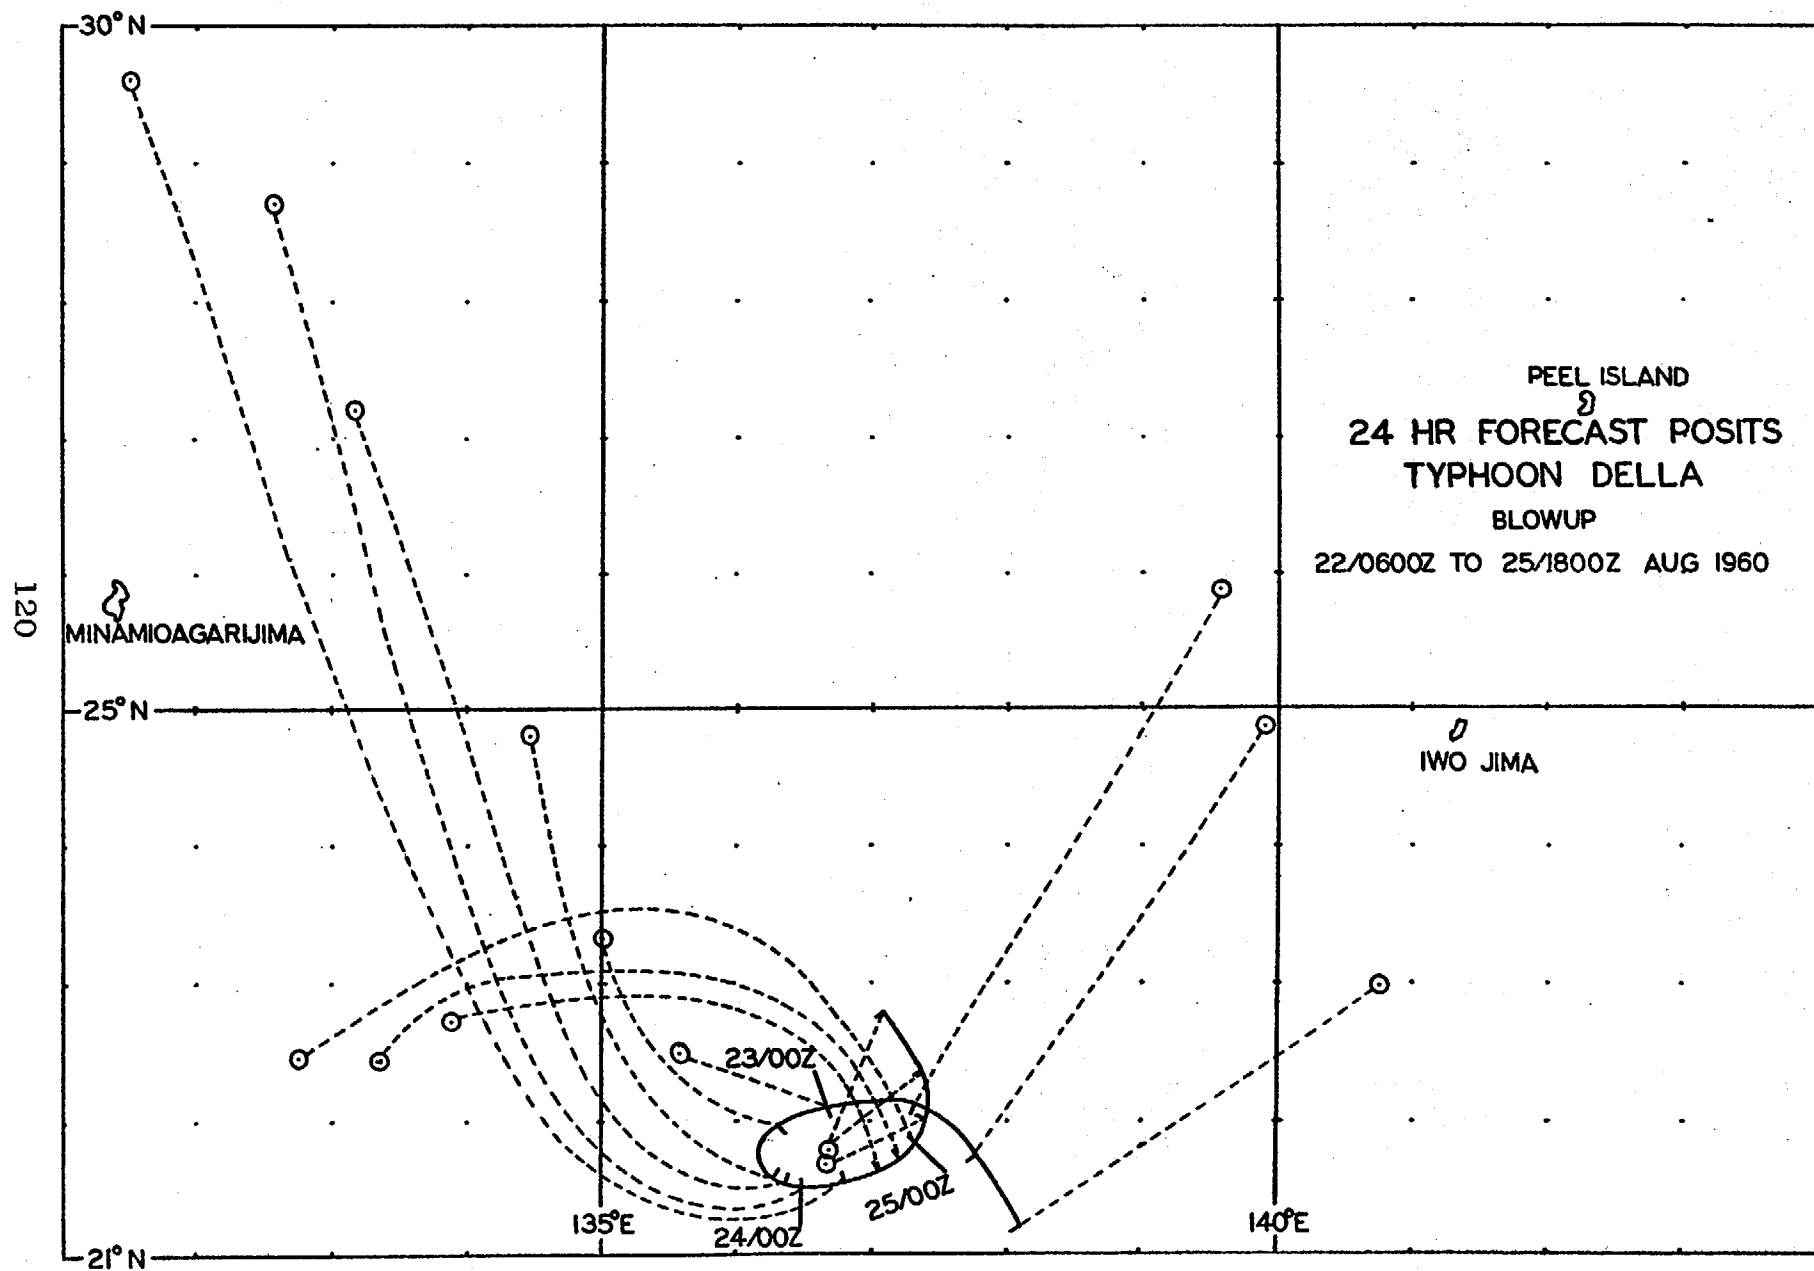 30°N
PEEL ISLAND
24 HR FORECAST POSITS
TYPHOON DELLA
BLOWUP
22/0600Z TO 25/1800Z AUG 1960
120
MINAMIOAGARIJIMA
25°N
IWO JIMA
23/00Z
25/00Z
135°E
140°E
24/00Z
21°N